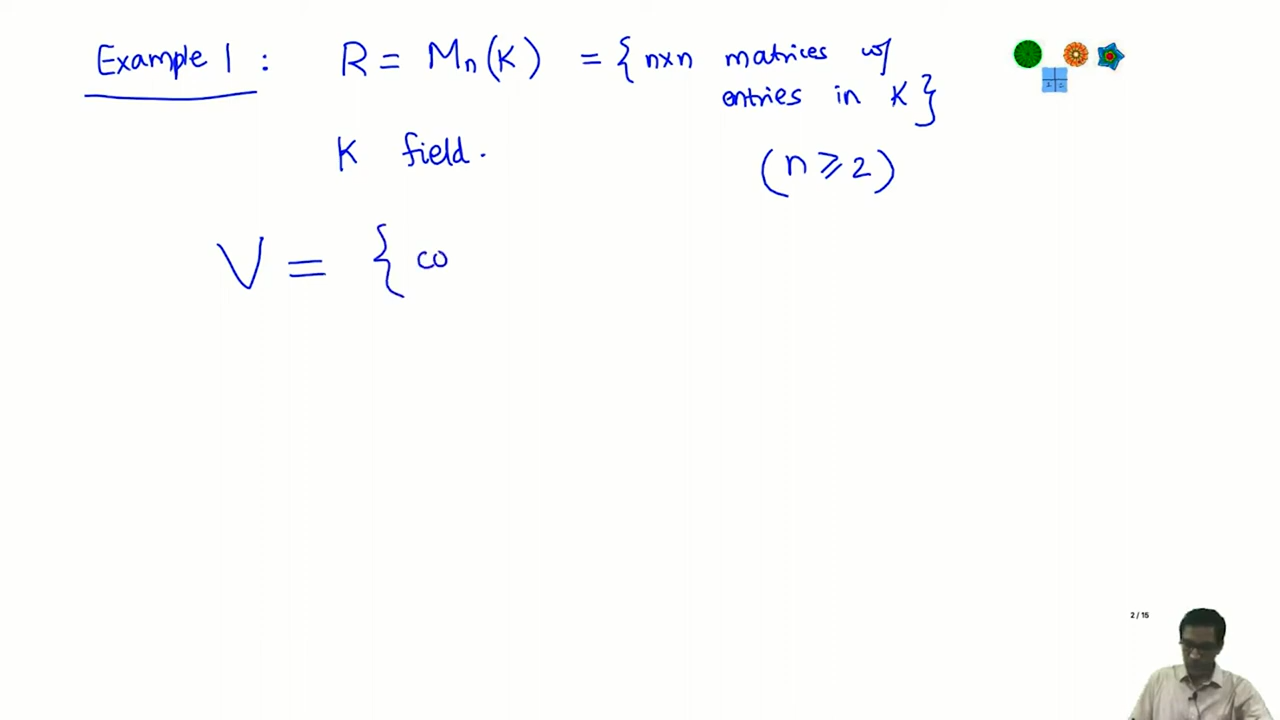 Example 1 : R = Mn(K) = { n×n matrices w/
entries in K }
K field.
(n ⩾ 2)
V = { co
2 / 15